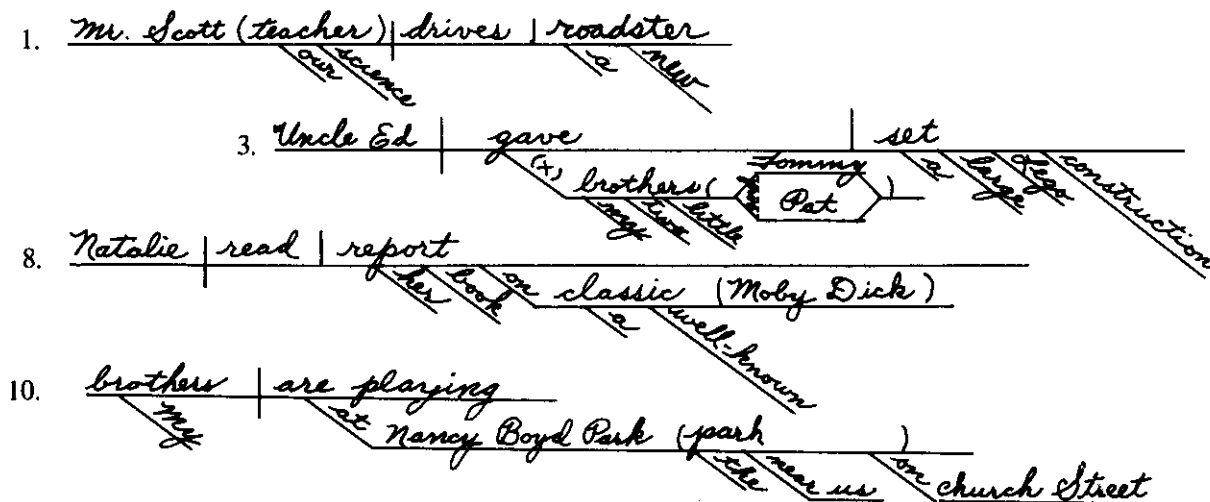 1. Mr. Scott (teacher) drives roadster
our science a new
3. Uncle Ed gave set
(x) brothers ( Tommy and Pat )
my two little a large Lego construction
8. Natalie read report
her book on classic (Moby Dick)
a well-known
10. brothers are playing
my at Nancy Boyd Park (park )
the near us on church Street